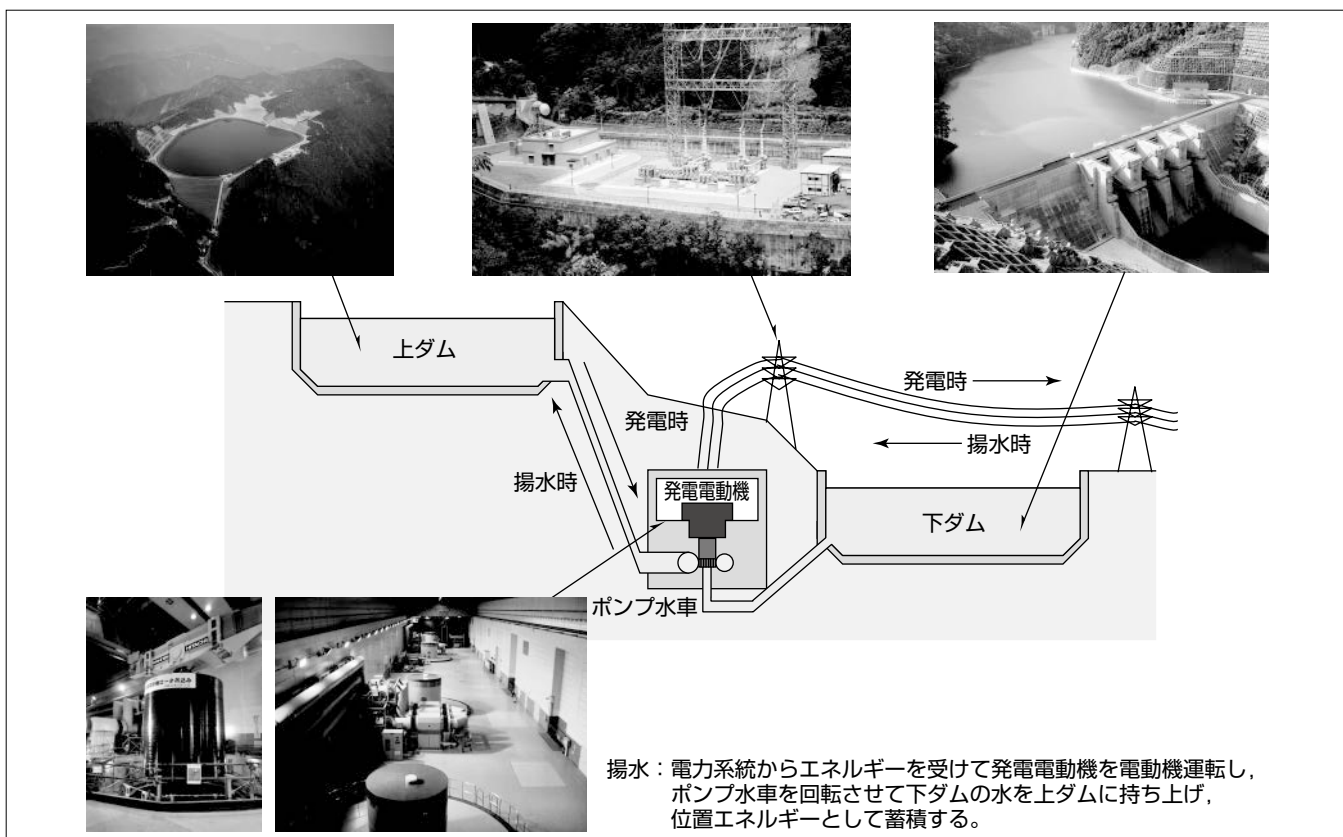 上ダム
発電時
揚水時
発電時
揚水時
発電電動機
下ダム
ポンプ水車
揚水：電力系統からエネルギーを受けて発電電動機を電動機運転し，
ポンプ水車を回転させて下ダムの水を上ダムに持ち上げ，
位置エネルギーとして蓄積する。